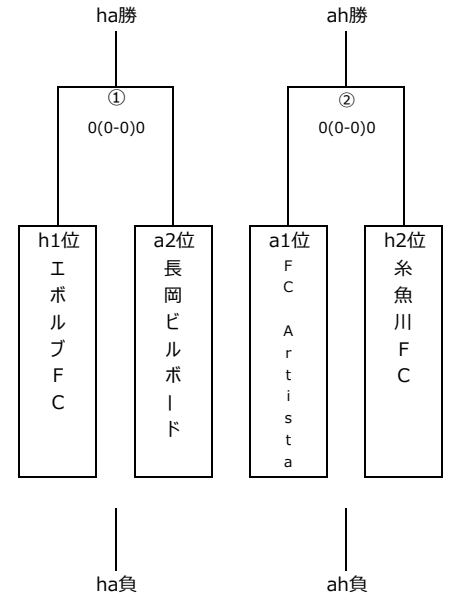 ha勝
ah勝
①
②
0(0-0)0
0(0-0)0
h1位
エボルブFC
a2位
長岡ビルボード
a1位
FC Artista
h2位
糸魚川FC
ha負
ah負